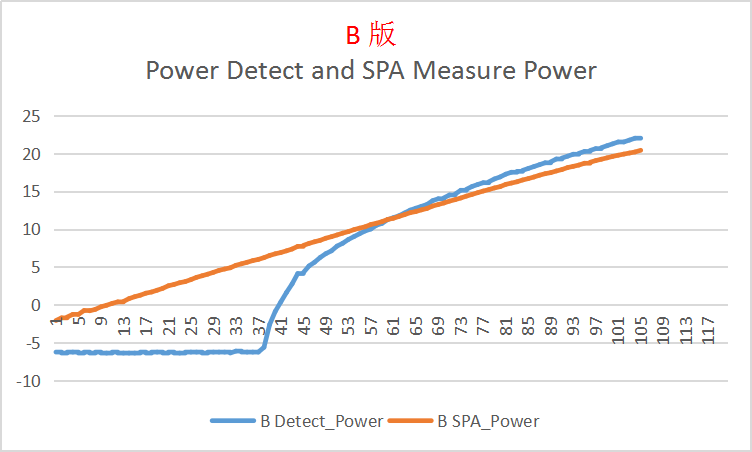 B 版
Power Detect and SPA Measure Power
25
20
15
10
5
0
-5
-10
1 5 9 13 17 21 25 29 33 37 41 45 49 53 57 61 65 69 73 77 81 85 89 93 97 101 105 109 113 117
B Detect_Power B SPA_Power